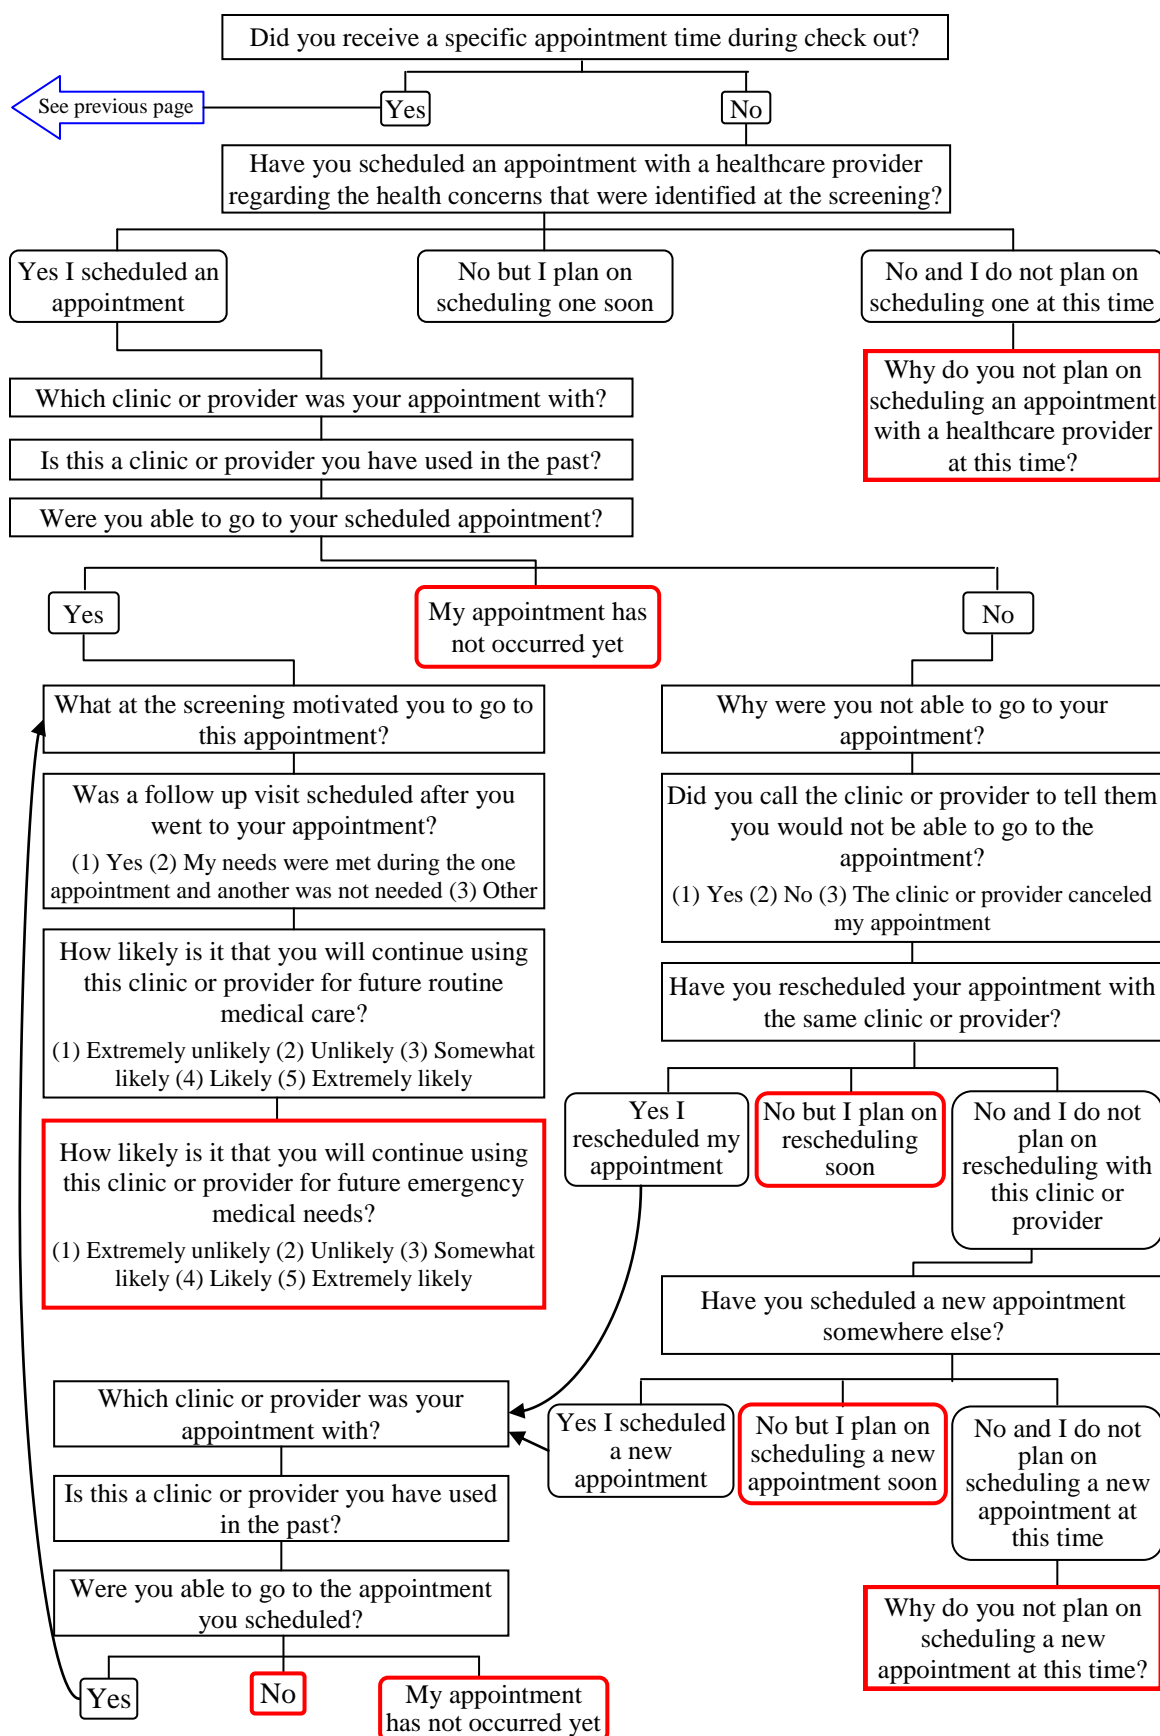 Did you receive a specific appointment time during check out?
See previous page
Yes
No
Have you scheduled an appointment with a healthcare provider
regarding the health concerns that were identified at the screening?
Yes I scheduled an
appointment
No but I plan on
scheduling one soon
No and I do not plan on
scheduling one at this time
Why do you not plan on
scheduling an appointment
with a healthcare provider
at this time?
Which clinic or provider was your appointment with?
Is this a clinic or provider you have used in the past?
Were you able to go to your scheduled appointment?
Yes
My appointment has
not occurred yet
No
What at the screening motivated you to go to
this appointment?
Was a follow up visit scheduled after you
went to your appointment?
(1) Yes (2) My needs were met during the one
appointment and another was not needed (3) Other
How likely is it that you will continue using
this clinic or provider for future routine
medical care?
(1) Extremely unlikely (2) Unlikely (3) Somewhat
likely (4) Likely (5) Extremely likely
How likely is it that you will continue using
this clinic or provider for future emergency
medical needs?
(1) Extremely unlikely (2) Unlikely (3) Somewhat
likely (4) Likely (5) Extremely likely
Why were you not able to go to your
appointment?
Did you call the clinic or provider to tell them
you would not be able to go to the
appointment?
(1) Yes (2) No (3) The clinic or provider canceled
my appointment
Have you rescheduled your appointment with
the same clinic or provider?
Yes I
rescheduled my
appointment
No but I plan on
rescheduling
soon
No and I do not
plan on
rescheduling with
this clinic or
provider
Have you scheduled a new appointment
somewhere else?
Yes I scheduled
a new
appointment
No but I plan on
scheduling a new
appointment soon
No and I do not
plan on
scheduling a new
appointment at
this time
Why do you not plan on
scheduling a new
appointment at this time?
Which clinic or provider was your
appointment with?
Is this a clinic or provider you have used
in the past?
Were you able to go to the appointment
you scheduled?
Yes
No
My appointment
has not occurred yet